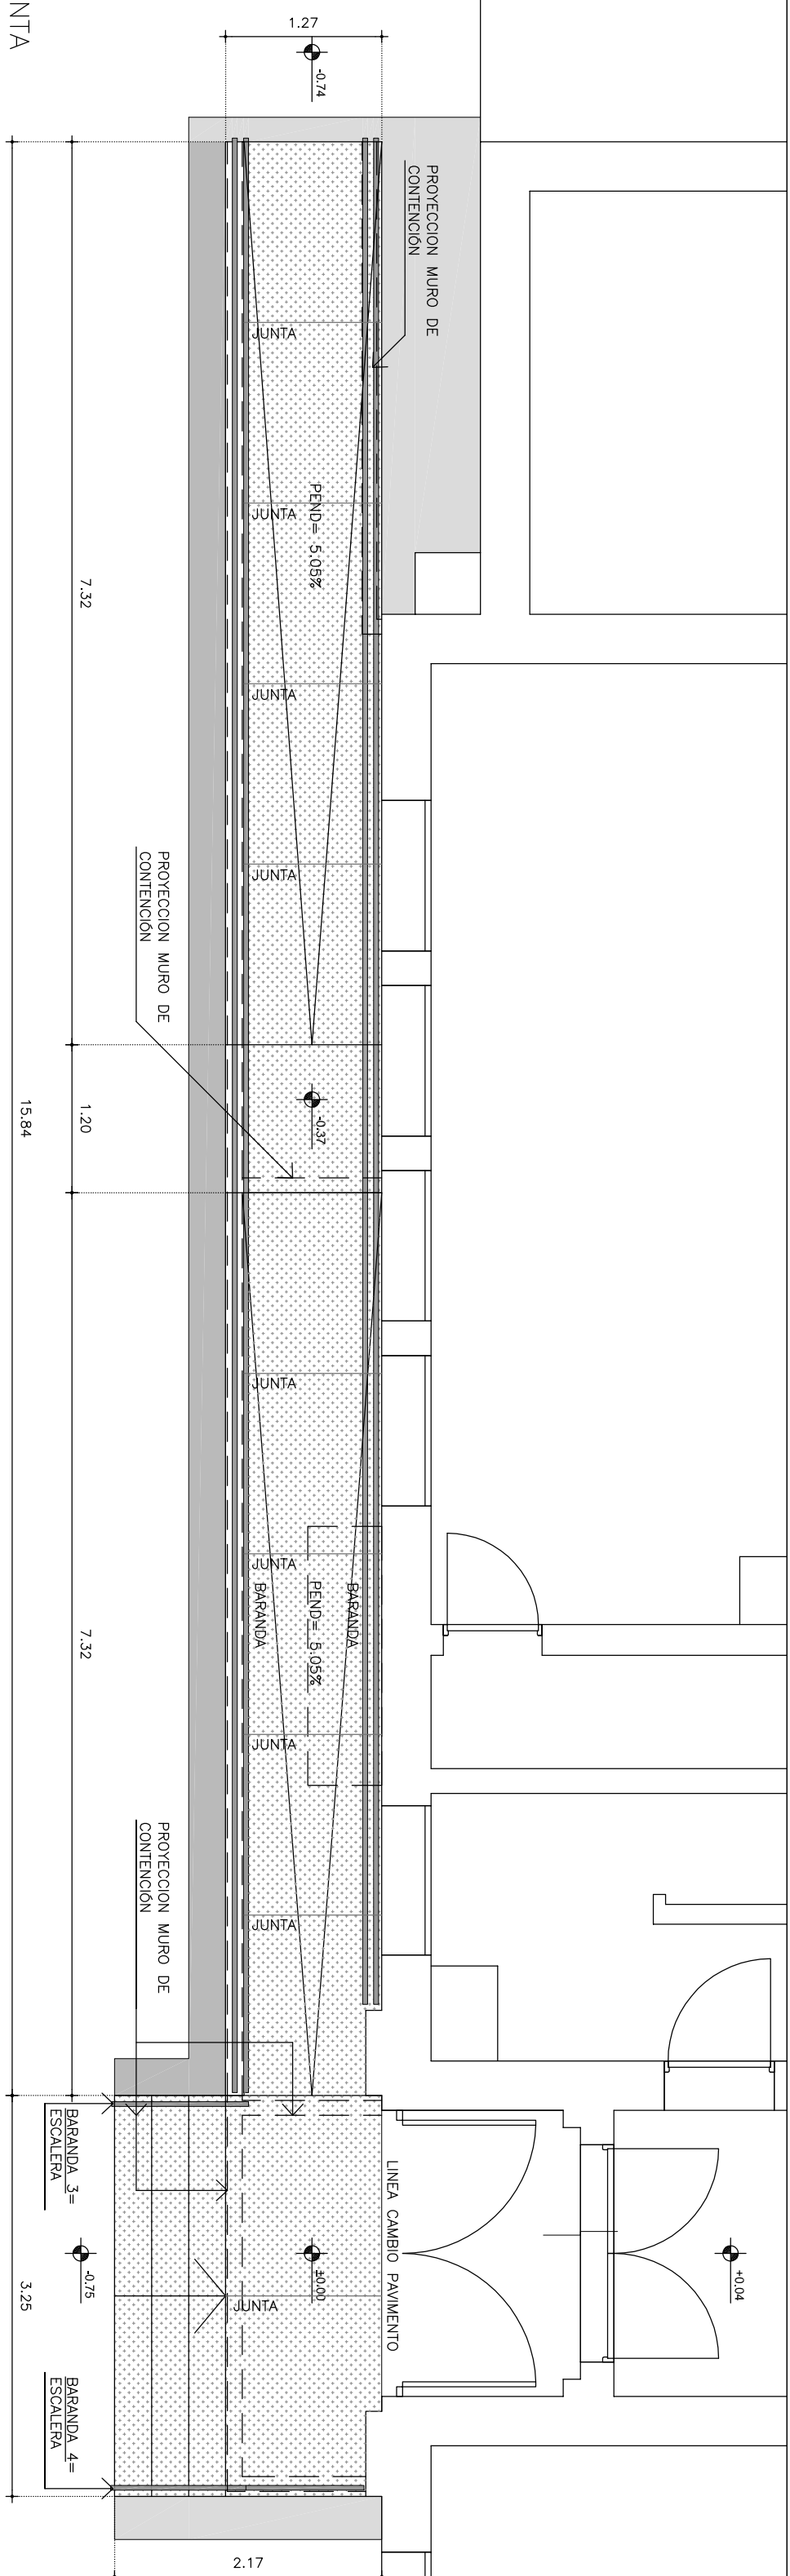 NTA
1.27
-0.74
PROYECCION MURO DE
CONTENCIÓN
JUNTA
JUNTA
PEND= 5.05%
JUNTA
JUNTA
7.32
PROYECCION MURO DE
CONTENCIÓN
-0.37
1.20
15.84
JUNTA
JUNTA
BARANDA
PEND= 5.05%
BARANDA
7.32
JUNTA
JUNTA
PROYECCION MURO DE
CONTENCIÓN
BARANDA 3=
ESCALERA
LINEA CAMBIO PAVIMENTO
+0.04
±0.00
-0.75
JUNTA
3.25
BARANDA 4=
ESCALERA
2.17